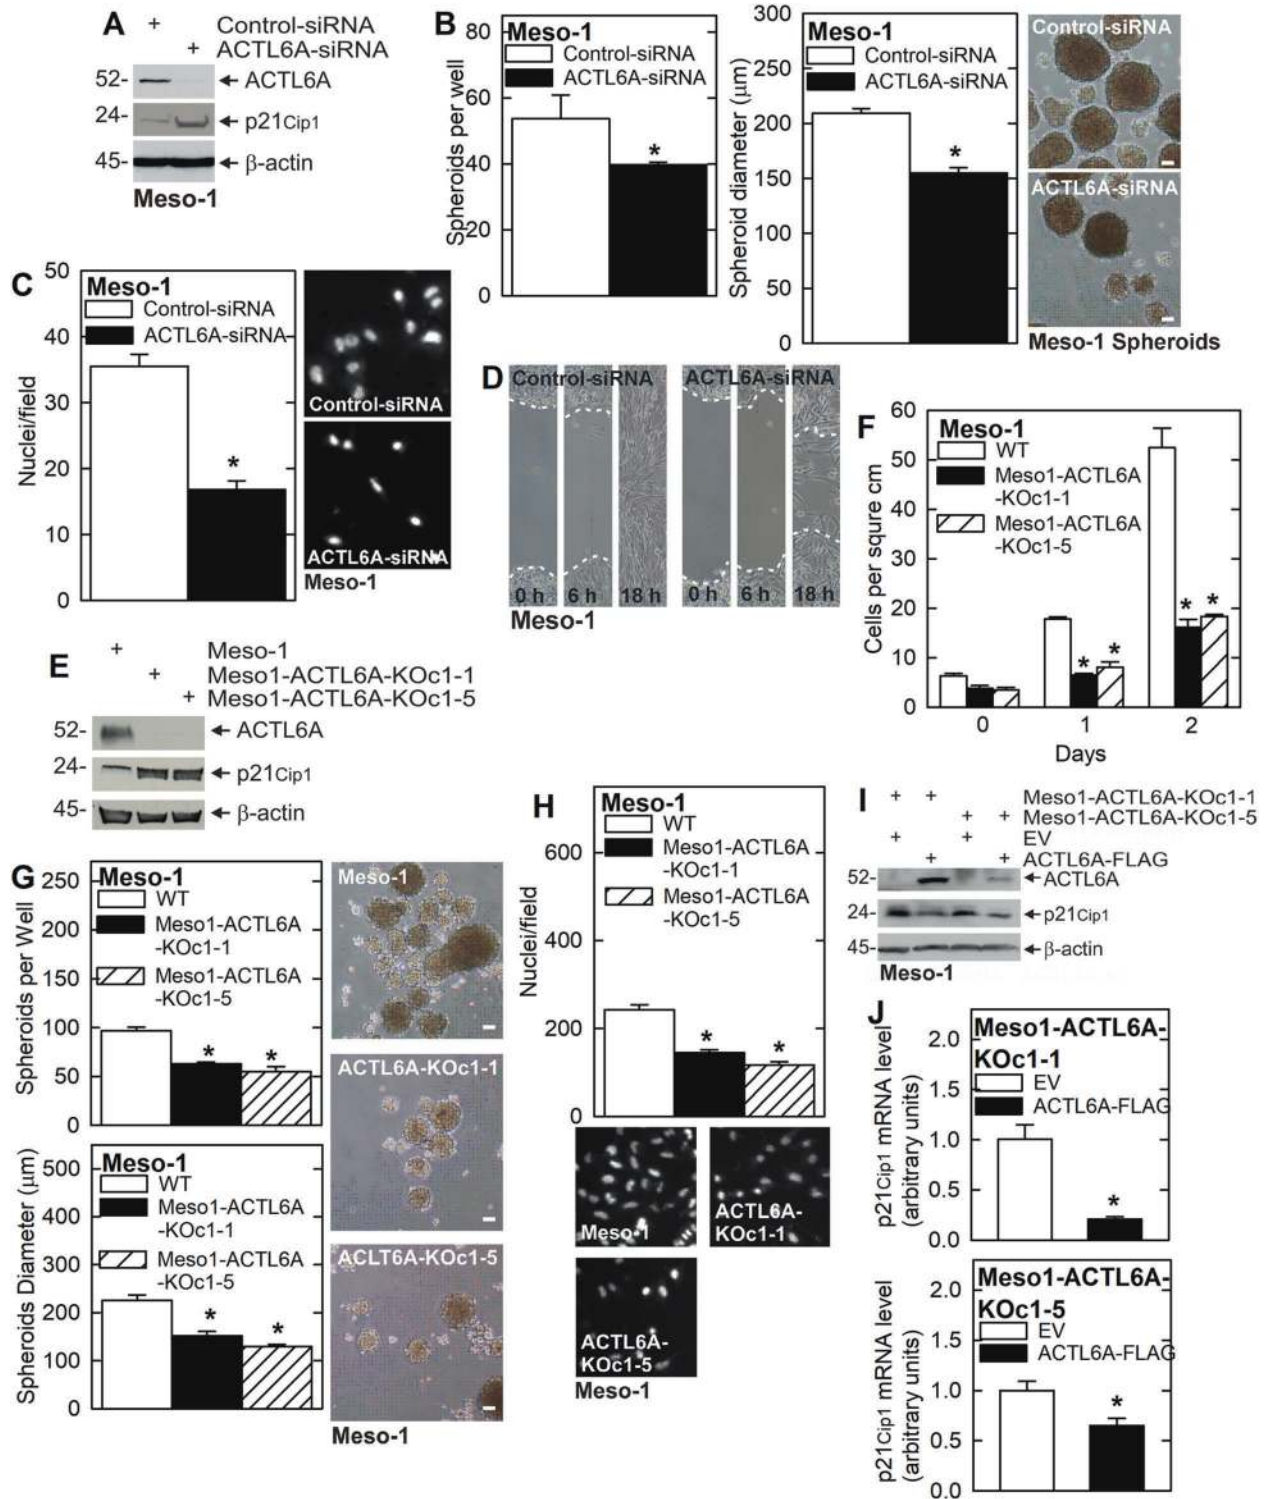 A
+ Control-siRNA
+ ACTL6A-siRNA
52- ACTL6A
24- p21Cip1
45- β-actin
Meso-1
B
Spheroids per well
80
60
40
20
0
Meso-1
Control-siRNA
ACTL6A-siRNA
*
Spheroid diameter (μm)
300
250
200
150
100
50
0
Meso-1
Control-siRNA
ACTL6A-siRNA
*
Control-siRNA
ACTL6A-siRNA
Meso-1 Spheroids
C
Nuclei/field
50
40
30
20
10
0
Meso-1
Control-siRNA
ACTL6A-siRNA
*
Control-siRNA
ACTL6A-siRNA
Meso-1
D
Control-siRNA ACTL6A-siRNA
0 h 6 h 18 h 0 h 6 h 18 h
Meso-1
E
+ Meso-1
+ Meso1-ACTL6A-KOc1-1
+ Meso1-ACTL6A-KOc1-5
52- ACTL6A
24- p21Cip1
45- β-actin
F
Cells per squre cm
60
50
40
30
20
10
0
Meso-1
WT
Meso1-ACTL6A
-KOc1-1
Meso1-ACTL6A
-KOc1-5
* *
* *
0 1 2
Days
G
Spheroids per Well
250
200
150
100
50
0
Meso-1
WT
Meso1-ACTL6A
-KOc1-1
Meso1-ACTL6A
-KOc1-5
* *
Spheroids Diameter (μm)
500
400
300
200
100
0
Meso-1
WT
Meso1-ACTL6A
-KOc1-1
Meso1-ACTL6A
-KOc1-5
* *
Meso-1
ACTL6A-KOc1-1
ACLT6A-KOc1-5
Meso-1
H
Nuclei/field
600
400
200
0
Meso-1
WT
Meso1-ACTL6A
-KOc1-1
Meso1-ACTL6A
-KOc1-5
* *
Meso-1
ACTL6A-
KOc1-1
ACTL6A-
KOc1-5
Meso-1
I
+ + Meso1-ACTL6A-KOc1-1
+ + Meso1-ACTL6A-KOc1-5
+ + EV
+ + ACTL6A-FLAG
52- ACTL6A
24- p21Cip1
45- β-actin
Meso-1
J
p21Cip1 mRNA level
(arbitrary units)
2.0
1.5
1.0
0.5
0.0
Meso1-ACTL6A-
KOc1-1
EV
ACTL6A-FLAG
*
p21Cip1 mRNA level
(arbitrary units)
2.0
1.5
1.0
0.5
0.0
Meso1-ACTL6A-
KOc1-5
EV
ACTL6A-FLAG
*